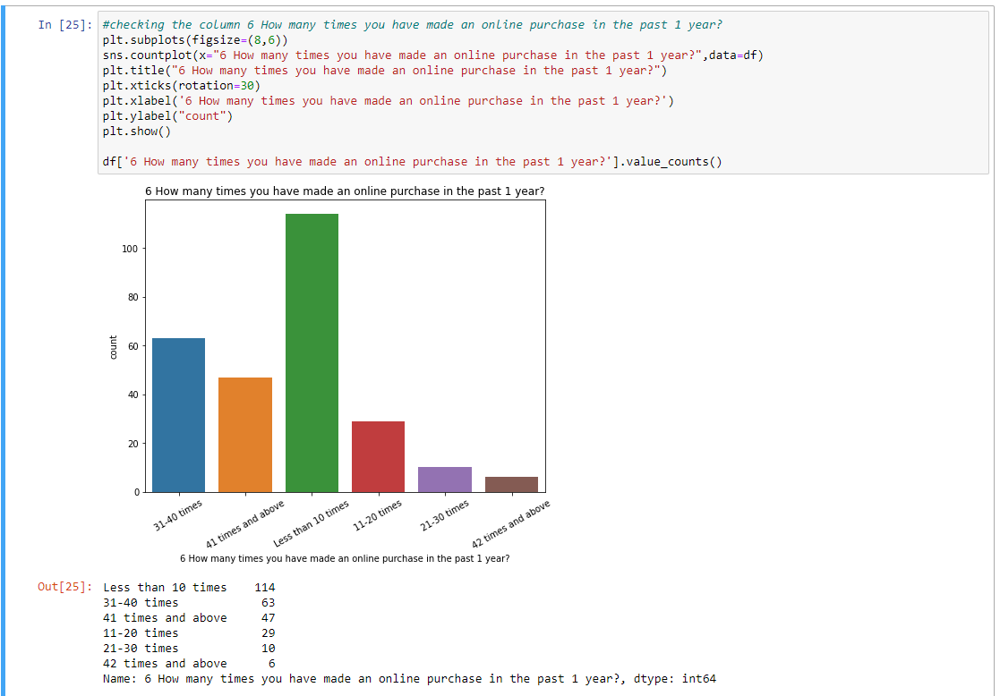 In [25]: #checking the column 6 How many times you have made an online purchase in the past 1 year?
plt.subplots(figsize=(8,6))
sns.countplot(x="6 How many times you have made an online purchase in the past 1 year?",data=df)
plt.title("6 How many times you have made an online purchase in the past 1 year?")
plt.xticks(rotation=30)
plt.xlabel('6 How many times you have made an online purchase in the past 1 year?')
plt.ylabel("count")
plt.show()
df['6 How many times you have made an online purchase in the past 1 year?'].value_counts()
6 How many times you have made an online purchase in the past 1 year?
100
80
60
40
20
0
count
31-40 times
41 times and above
Less than 10 times
11-20 times
21-30 times
42 times and above
6 How many times you have made an online purchase in the past 1 year?
Out[25]: Less than 10 times 114
31-40 times 63
41 times and above 47
11-20 times 29
21-30 times 10
42 times and above 6
Name: 6 How many times you have made an online purchase in the past 1 year?, dtype: int64